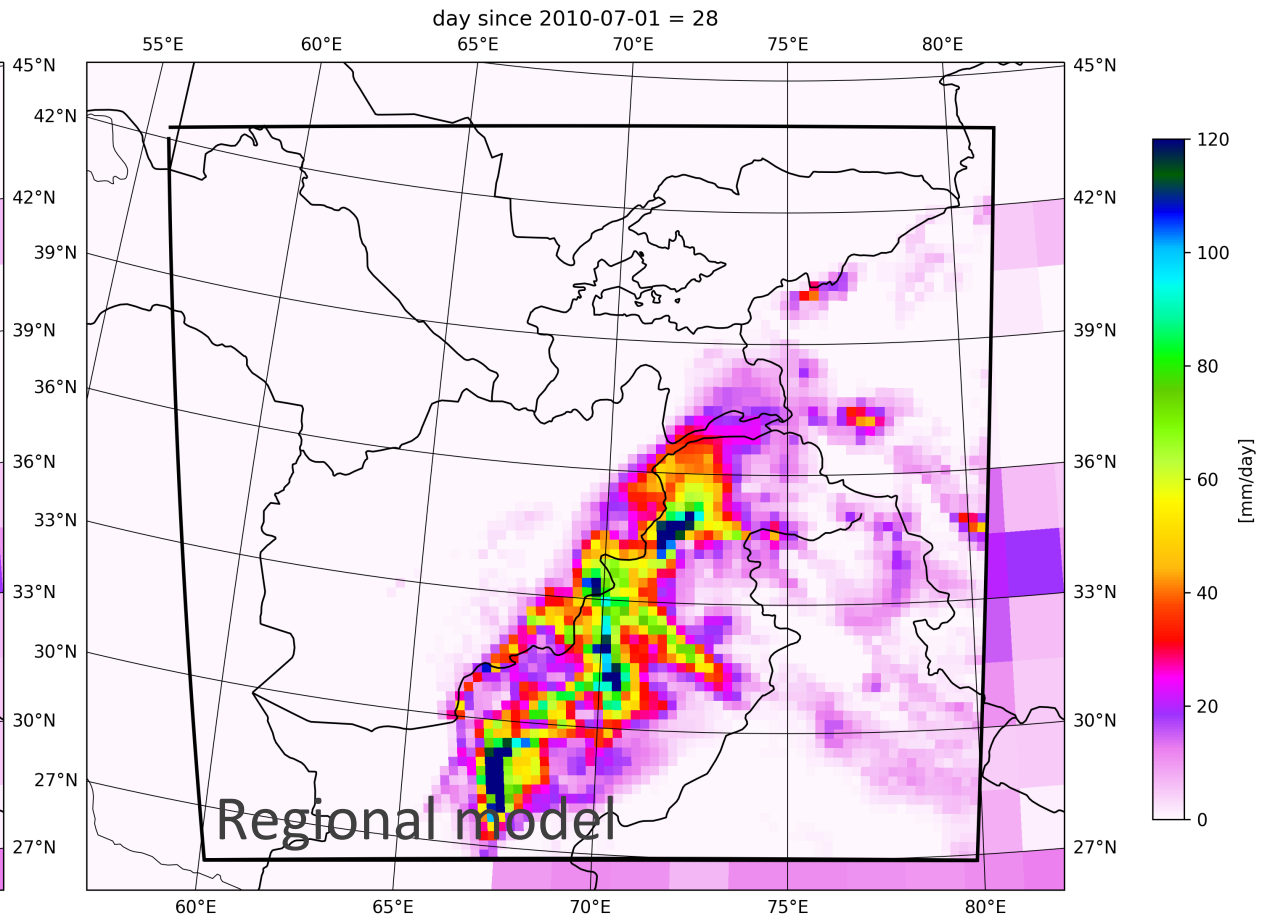 day since 2010-07-01 = 28
55°E 60°E 65°E 70°E 75°E 80°E
45°N 45°N
42°N
42°N 42°N
39°N
39°N 39°N
36°N
36°N 36°N
33°N
33°N 33°N
30°N
30°N 30°N
27°N
27°N 27°N
60°E 65°E 70°E 75°E 80°E
Regional model
120
100
80
60
40
20
0
[mm/day]